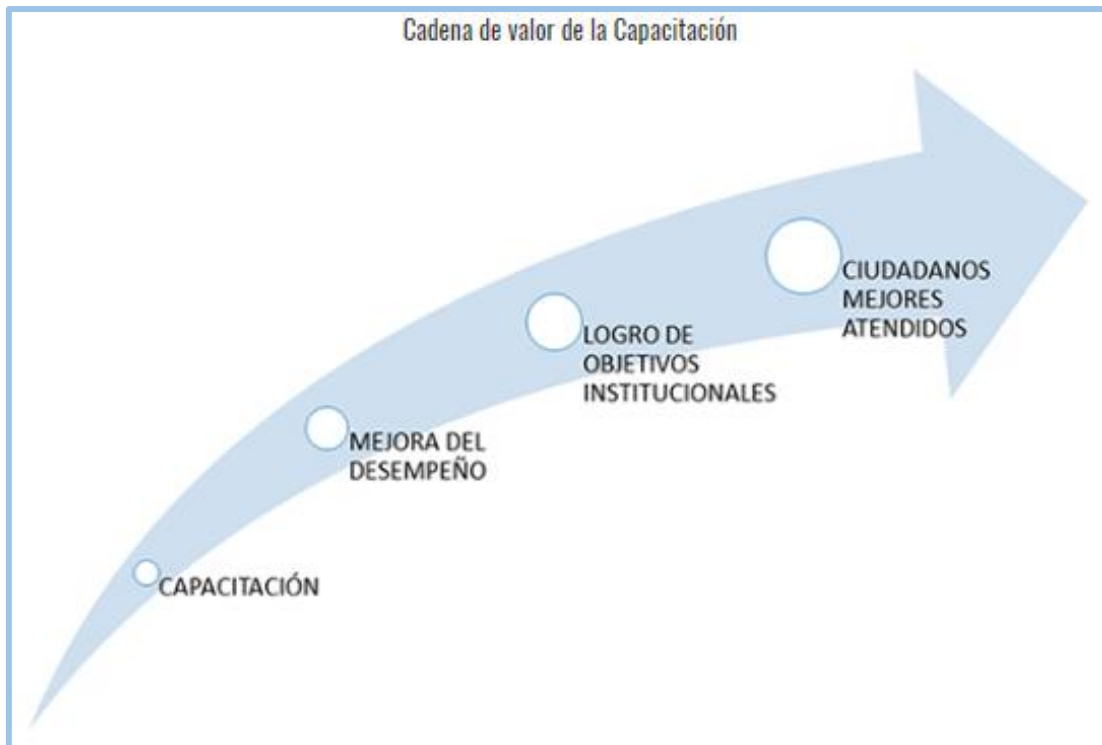 Cadena de valor de la Capacitación
CIUDADANOS
MEJORES
ATENDIDOS
LOGRO DE
OBJETIVOS
INSTITUCIONALES
MEJORA DEL
DESEMPEÑO
CAPACITACIÓN